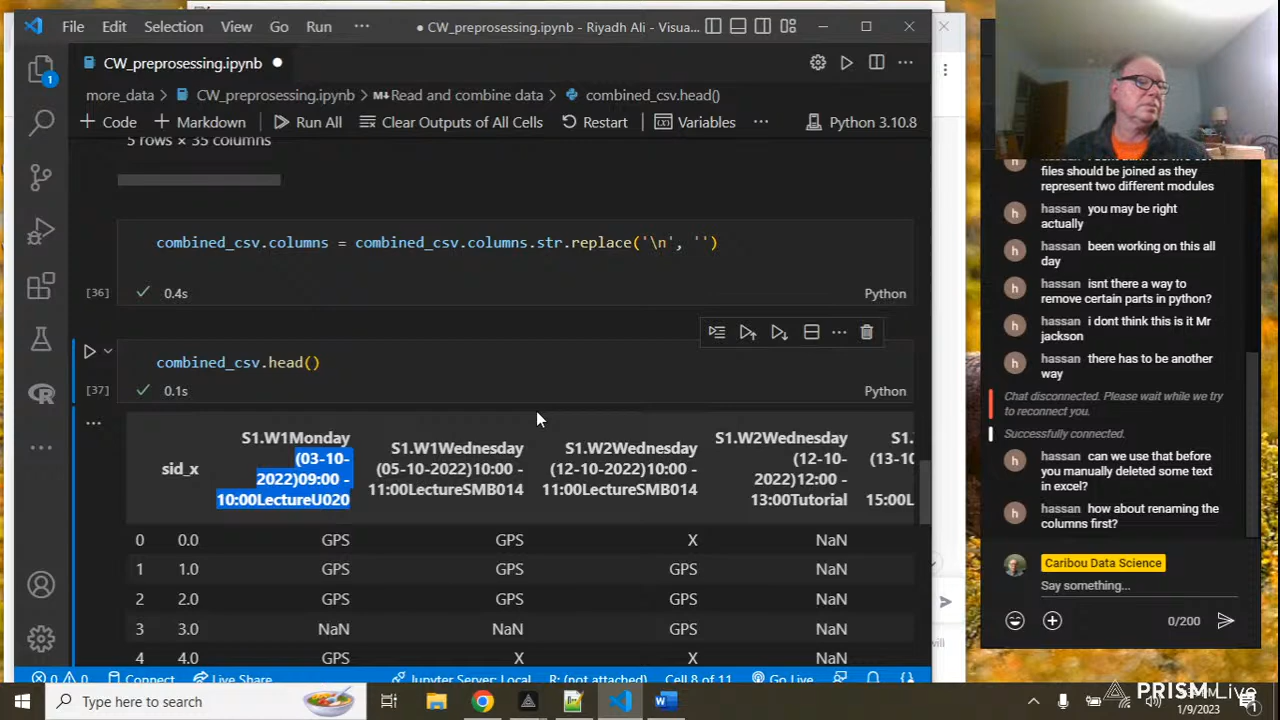 File Edit Selection View Go Run ··· ● CW_preprosessing.ipynb - Riyadh Ali - Visua...
CW_preprosessing.ipynb ●
more_data > CW_preprosessing.ipynb > M↓Read and combine data > combined_csv.head()
+ Code + Markdown Run All Clear Outputs of All Cells Restart Variables ··· Python 3.10.8
5 rows × 35 columns
combined_csv.columns = combined_csv.columns.str.replace('\n', '')
[36] ✓ 0.4s Python
combined_csv.head()
[37] ✓ 0.1s Python
sid_x
S1.W1Monday
(03-10-
2022)09:00 -
10:00LectureU020
S1.W1Wednesday
(05-10-2022)10:00 -
11:00LectureSMB014
S1.W2Wednesday
(12-10-2022)10:00 -
11:00LectureSMB014
S1.W2Wednesday
(12-10-
2022)12:00 -
13:00Tutorial
(13-10
15:00L
0 0.0 GPS GPS X NaN
1 1.0 GPS GPS GPS NaN
2 2.0 GPS GPS GPS NaN
3 3.0 NaN NaN GPS NaN
4 4.0 GPS X X NaN
0 0 Connect Live Share Jupyter Server: Local R: (not attached) Cell 8 of 11 Go Live
files should be joined as they
represent two different modules
hassan you may be right
actually
hassan been working on this all
day
hassan isnt there a way to
remove certain parts in python?
hassan i dont think this is it Mr
jackson
hassan there has to be another
way
Chat disconnected. Please wait while we try
to reconnect you.
Successfully connected.
hassan can we use that before
you manually deleted some text
in excel?
hassan how about renaming the
columns first?
Caribou Data Science
Say something...
0/200
will
Type here to search
PRISM Live
1/9/2023
1